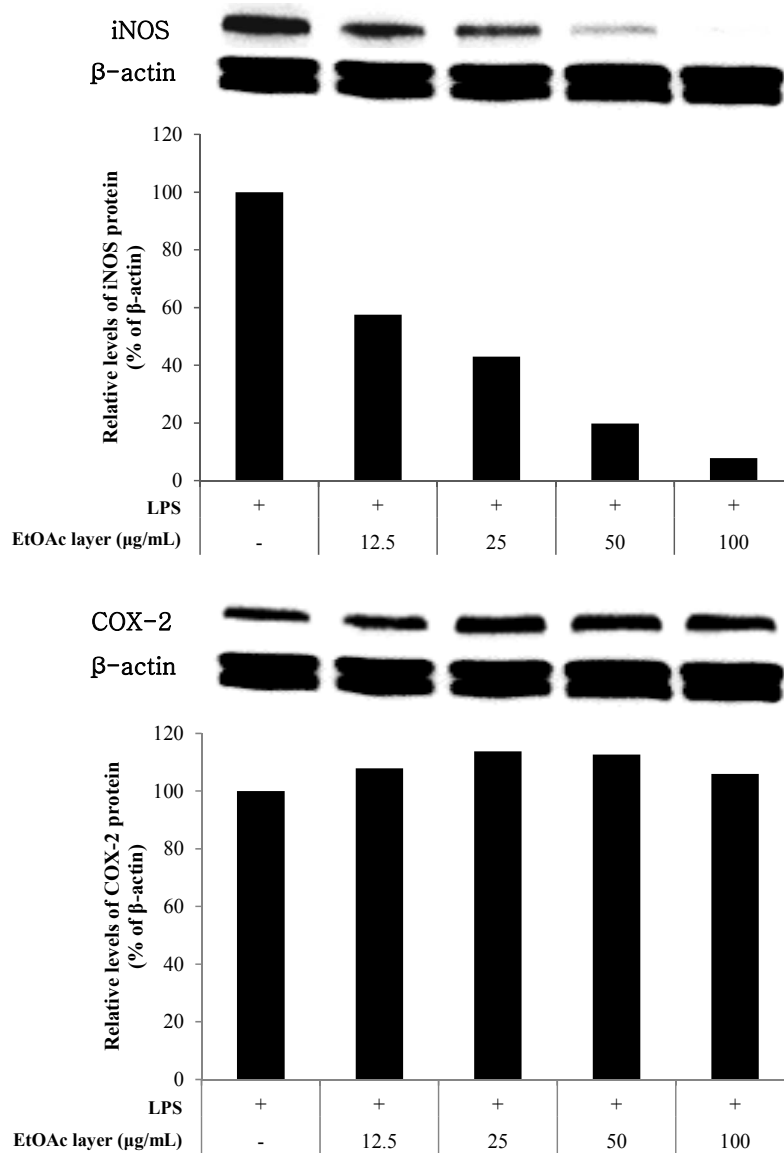 iNOS
β-actin
Relative levels of iNOS protein
(% of β-actin)
120
100
80
60
40
20
0
LPS + + + + +
EtOAc layer (μg/mL) - 12.5 25 50 100
COX-2
β-actin
Relative levels of COX-2 protein
(% of β-actin)
120
100
80
60
40
20
0
LPS + + + + +
EtOAc layer (μg/mL) - 12.5 25 50 100